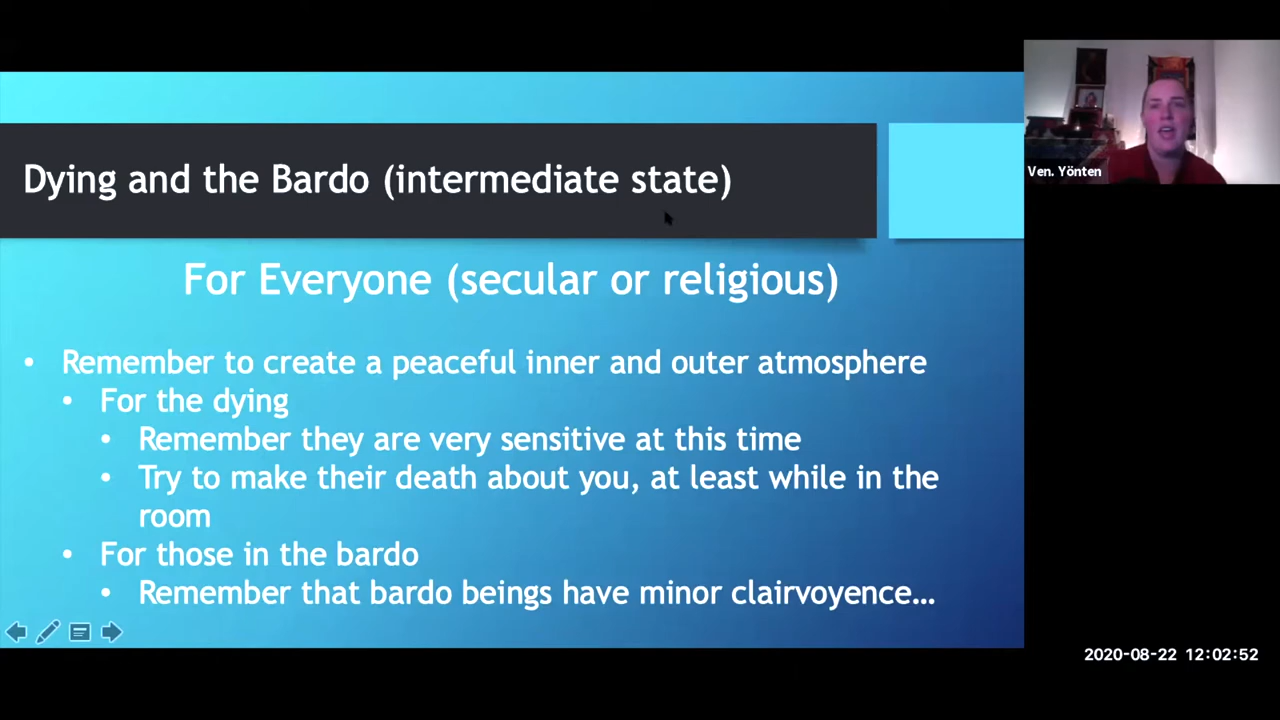 Dying and the Bardo (intermediate state)
For Everyone (secular or religious)
• Remember to create a peaceful inner and outer atmosphere
• For the dying
• Remember they are very sensitive at this time
• Try to make their death about you, at least while in the
room
• For those in the bardo
• Remember that bardo beings have minor clairvoyence…
Ven. Yönten
2020-08-22 12:02:52